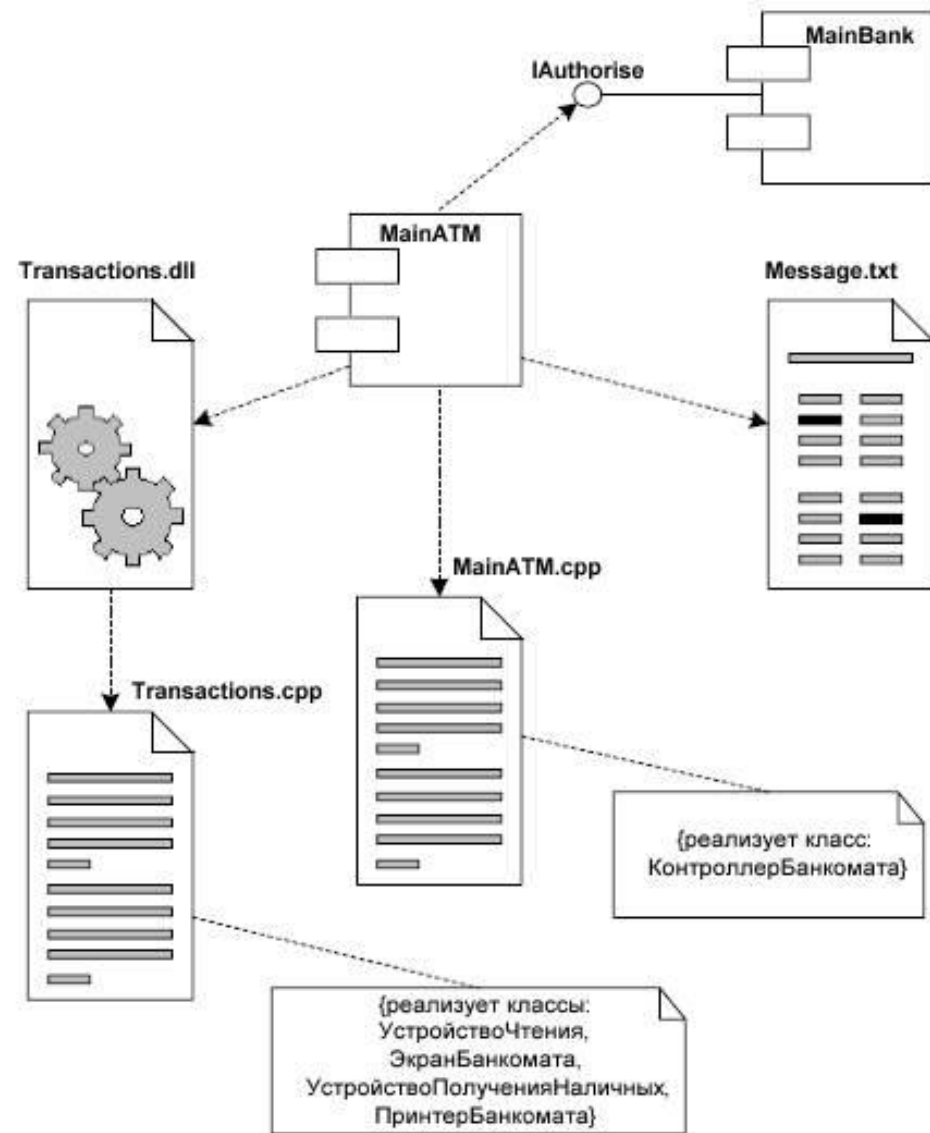 MainBank
IAuthorise
MainATM
Transactions.dll
Message.txt
MainATM.cpp
Transactions.cpp
{реализует класс:
КонтроллерБанкомата}
{реализует классы:
УстройствоЧтения,
ЭкранБанкомата,
УстройствоПолученияНаличных,
ПринтерБанкомата}